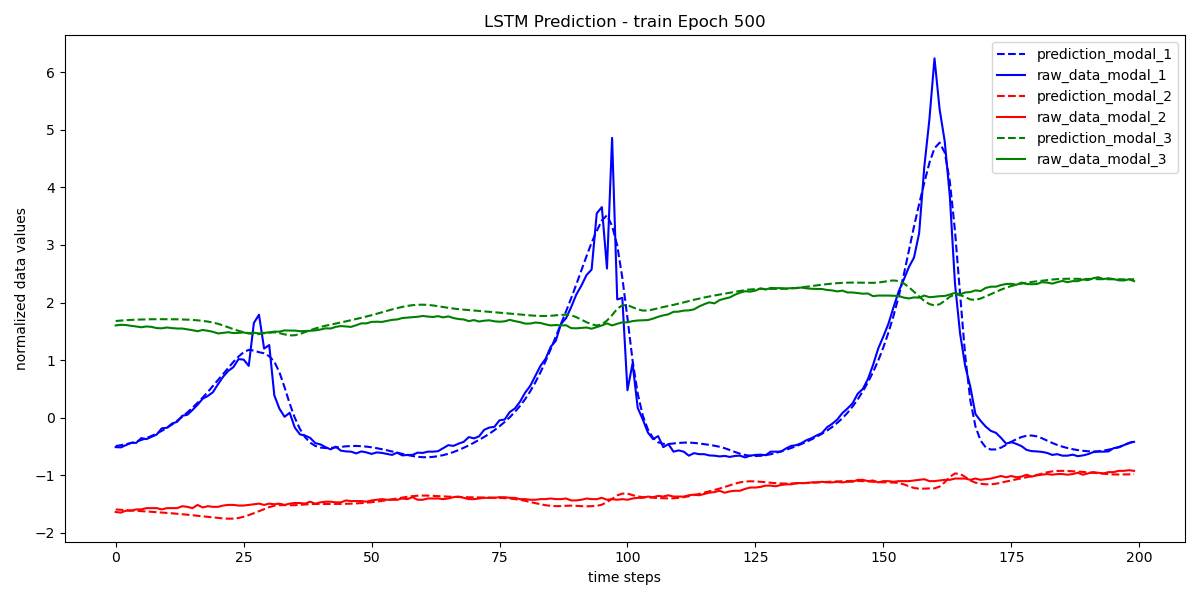 LSTM Prediction - train Epoch 500
prediction_modal_1
raw_data_modal_1
prediction_modal_2
raw_data_modal_2
prediction_modal_3
raw_data_modal_3
normalized data values
6
5
4
3
2
1
0
−1
−2
0 25 50 75 100 125 150 175 200
time steps